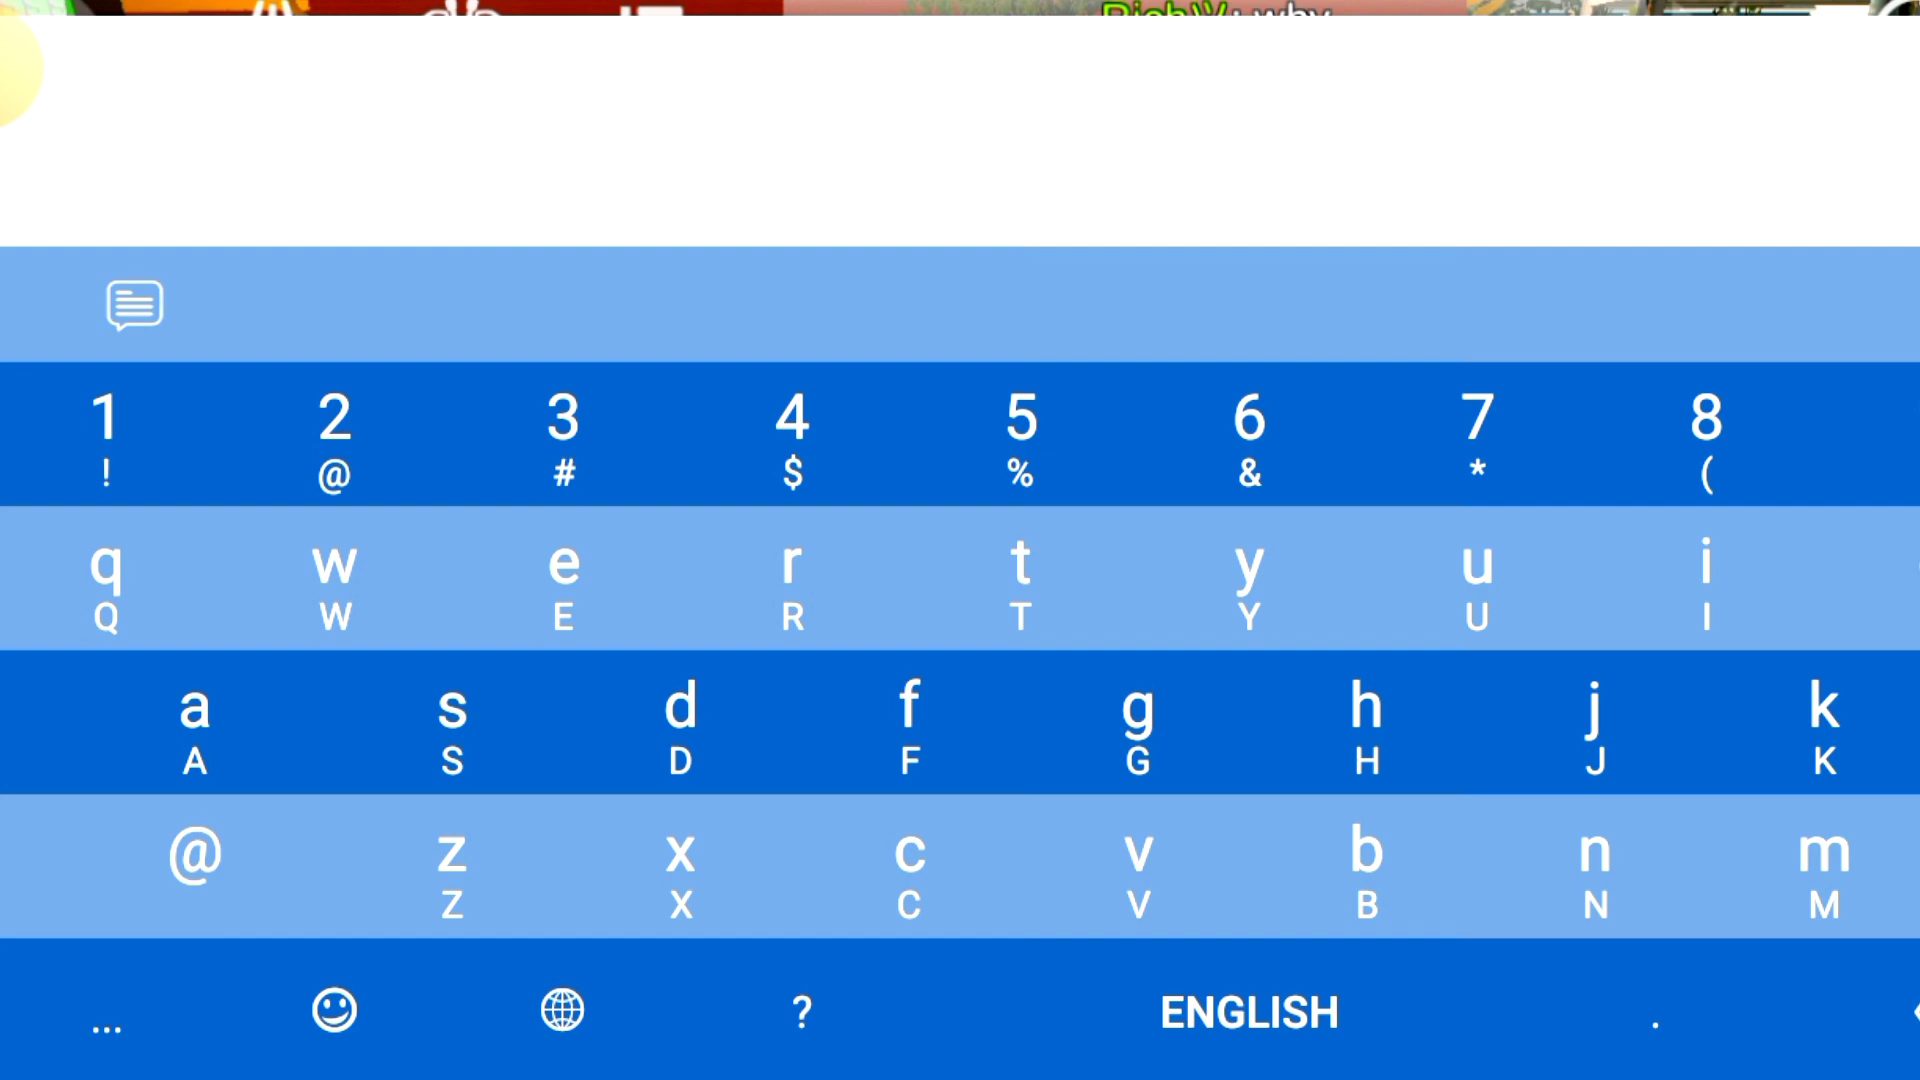 1 2 3 4 5 6 7 8
! @ # $ % & * (
q w e r t y u i
Q W E R T Y U I
a s d f g h j k
A S D F G H J K
@ z x c v b n m
Z X C V B N M
... ? ENGLISH .